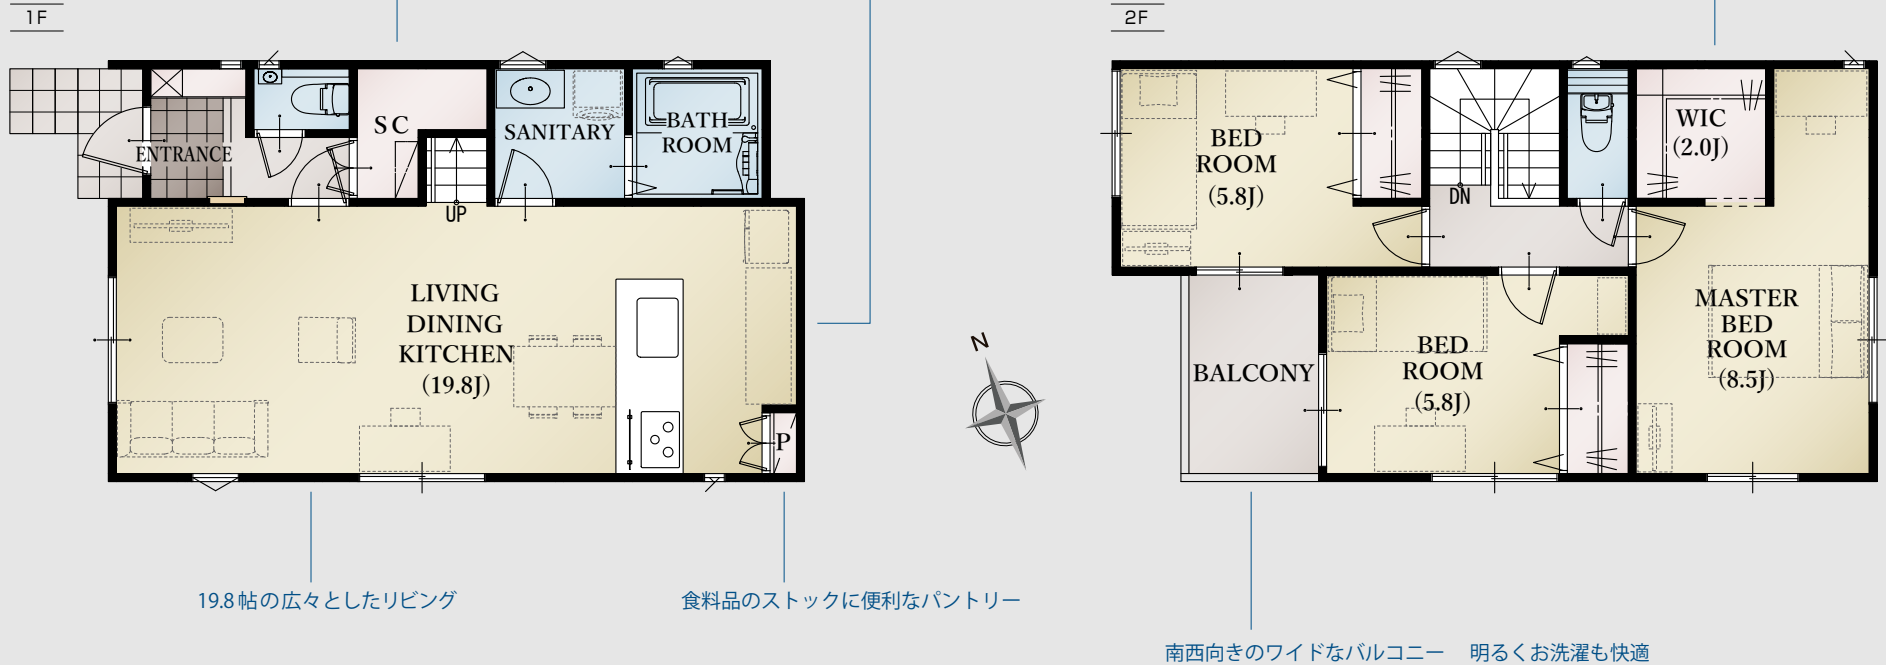 1F
2F
SC
SANITARY
BATH
ROOM
ENTRANCE
UP
LIVING
DINING
KITCHEN
(19.8J)
P
N
BED
ROOM
(5.8J)
DN
WIC
(2.0J)
BALCONY
BED
ROOM
(5.8J)
MASTER
BED
ROOM
(8.5J)
19.8帖の広々としたリビング
食料品のストックに便利なパントリー
南西向きのワイドなバルコニー　明るくお洗濯も快適